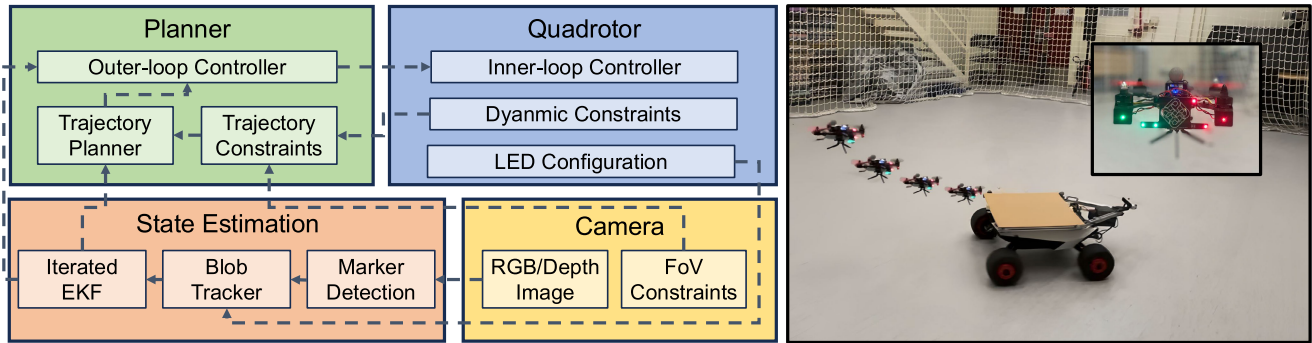 Planner
Outer-loop Controller
Trajectory
Planner
Trajectory
Constraints
Quadrotor
Inner-loop Controller
Dyanmic Constraints
LED Configuration
State Estimation
Iterated
EKF
Blob
Tracker
Marker
Detection
Camera
RGB/Depth
Image
FoV
Constraints